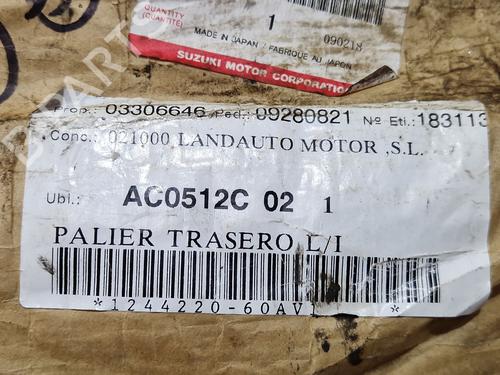 QUANTITY
(QUANTITE)
1
MADE IN JAPAN / FABRIQUE AU JAPON
090218
SUZUKI MOTOR CORPORATION
Prop.: 03306646 /Ped.: 09280821 Nº Eti.: 183113
Conc.: 021000 LANDAUTO MOTOR ,S.L.
Ubi.: AC0512C 02 1
PALIER TRASERO L/I
*1244220-60AV1*